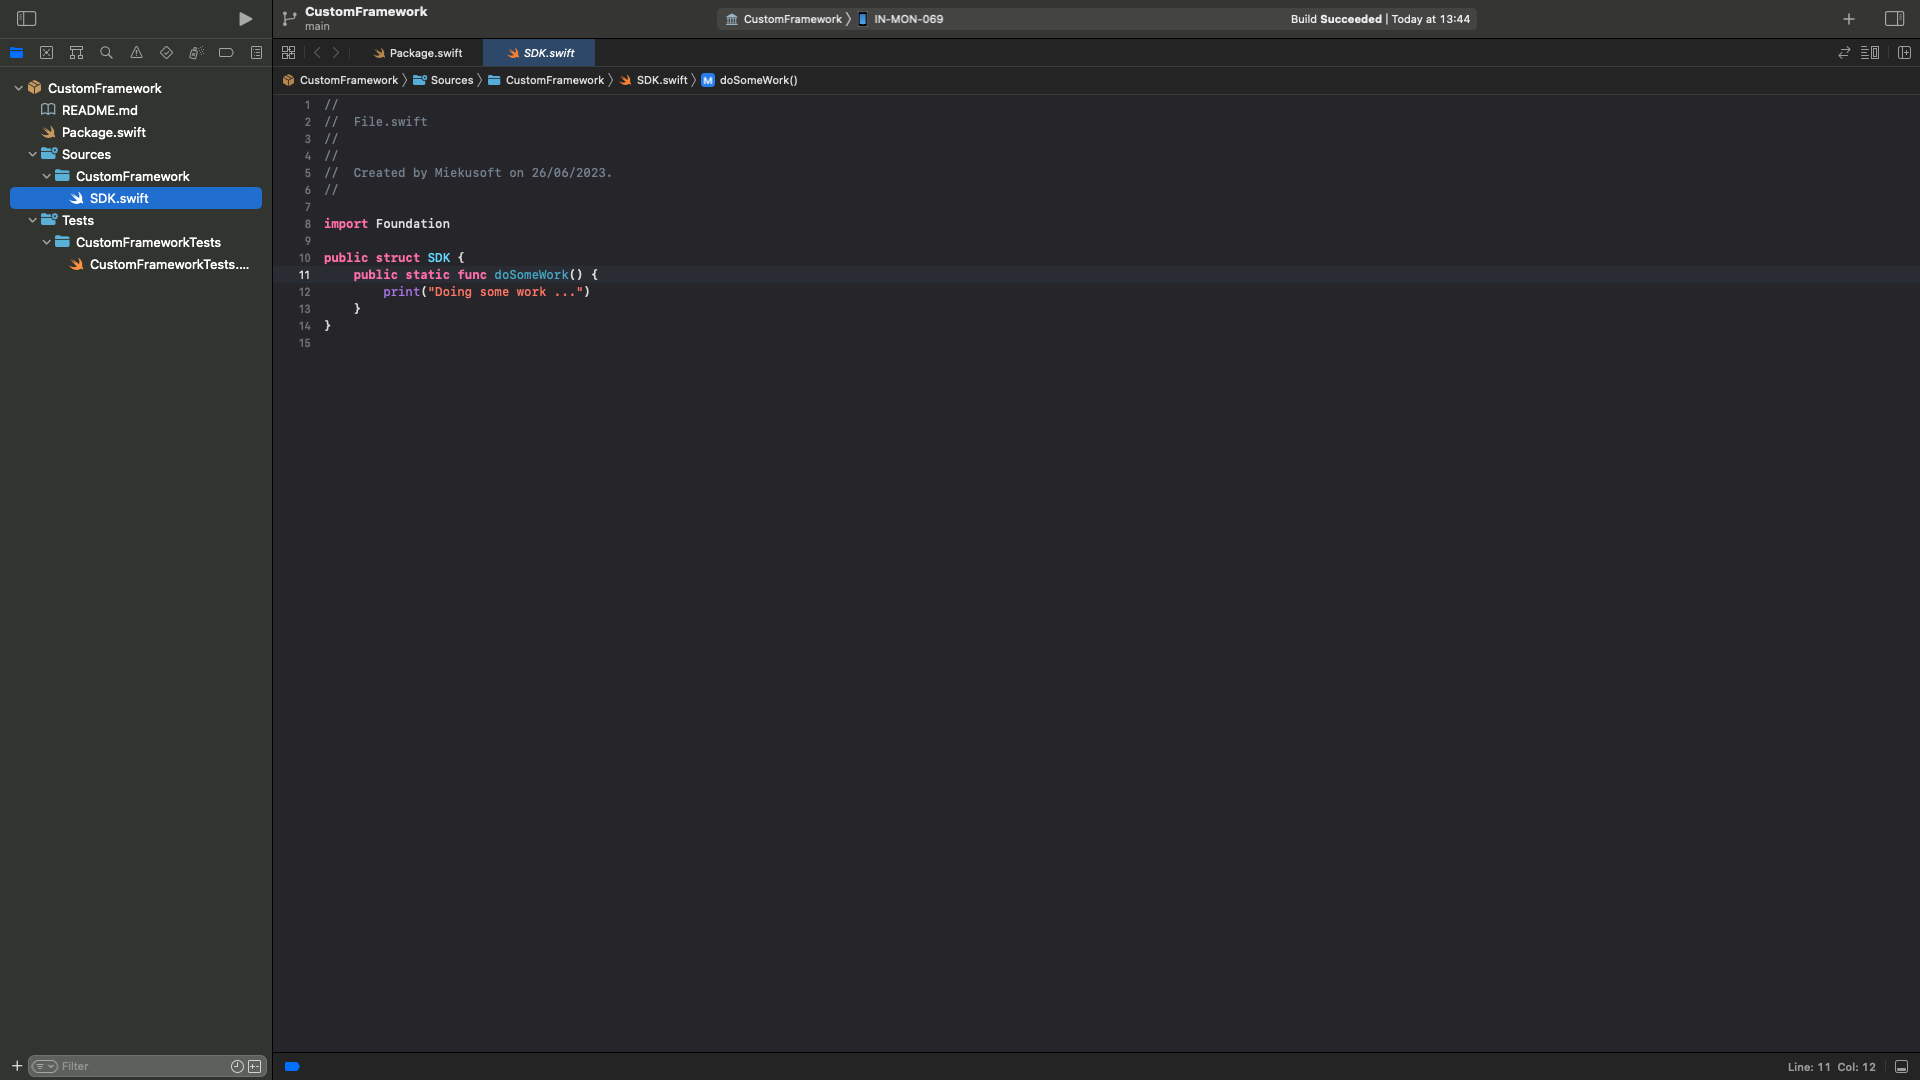 CustomFramework
main
CustomFramework 〉 IN-MON-069
Build Succeeded | Today at 13:44
Package.swift
SDK.swift
CustomFramework 〉 Sources 〉 CustomFramework 〉 SDK.swift 〉 M doSomeWork()
CustomFramework
README.md
Package.swift
Sources
CustomFramework
SDK.swift
Tests
CustomFrameworkTests
CustomFrameworkTests....
1 //
2 //  File.swift
3 //
4 //
5 //  Created by Miekusoft on 26/06/2023.
6 //
7
8 import Foundation
9
10 public struct SDK {
11     public static func doSomeWork() {
12         print("Doing some work ...")
13     }
14 }
15
Filter
Line: 11 Col: 12